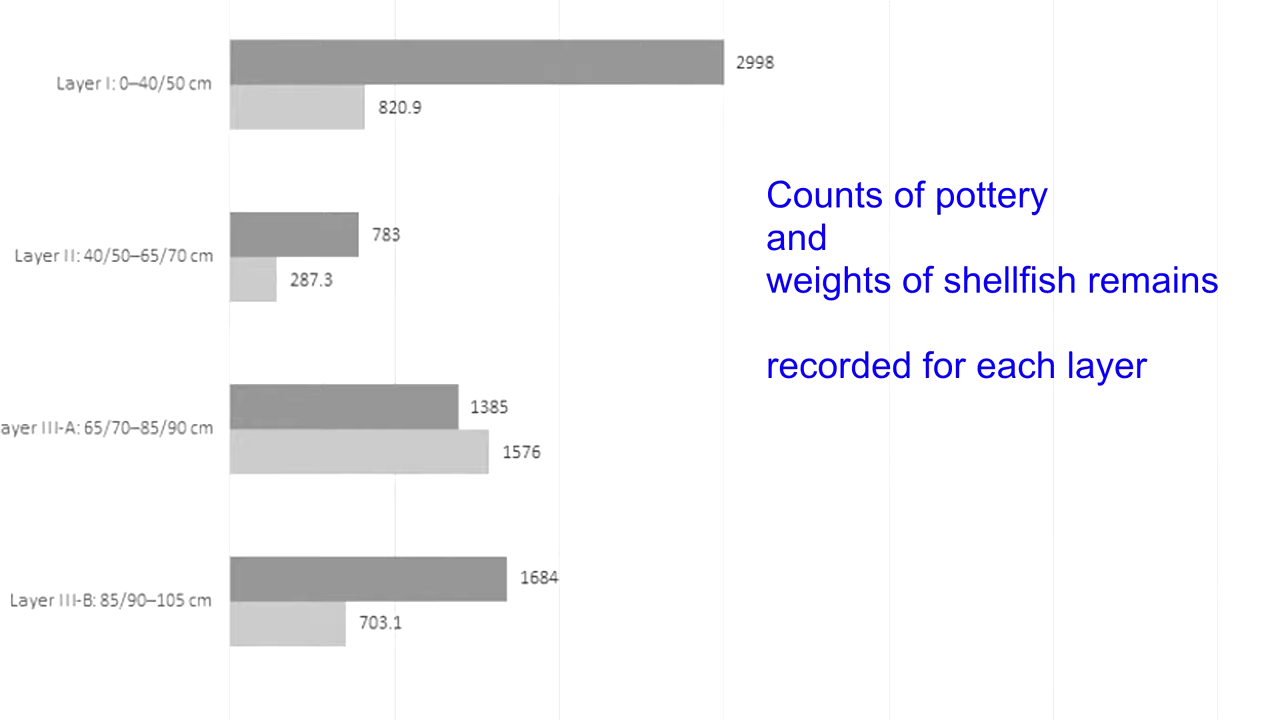 2998
Layer I: 0–40/50 cm
820.9
783
Layer II: 40/50–65/70 cm
287.3
1385
ayer III-A: 65/70–85/90 cm
1576
1684
Layer III-B: 85/90–105 cm
703.1
Counts of pottery
and
weights of shellfish remains
recorded for each layer